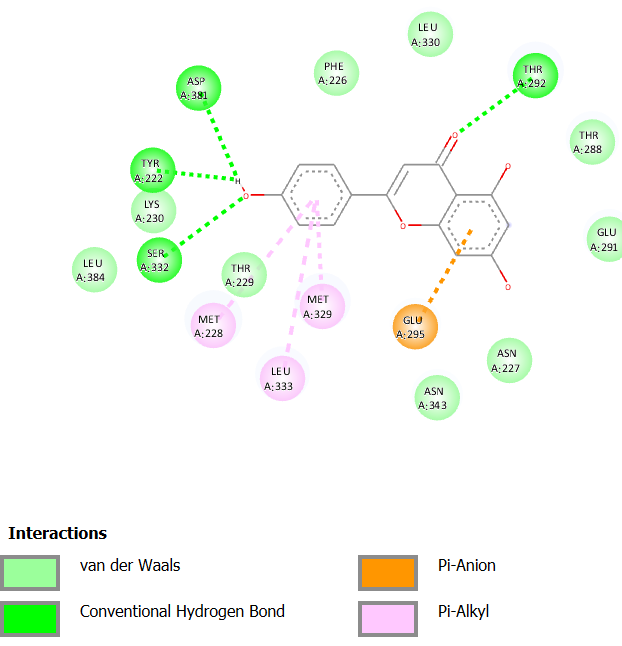 LEU
A:330
PHE
A:226
THR
A:292
ASP
A:381
THR
A:288
TYR
A:222
LYS
A:230
GLU
A:291
SER
A:332
LEU
A:384
THR
A:229
MET
A:329
MET
A:228
GLU
A:295
ASN
A:227
LEU
A:333
ASN
A:343
O
O
H
O
O
O
Interactions
van der Waals
Pi-Anion
Conventional Hydrogen Bond
Pi-Alkyl